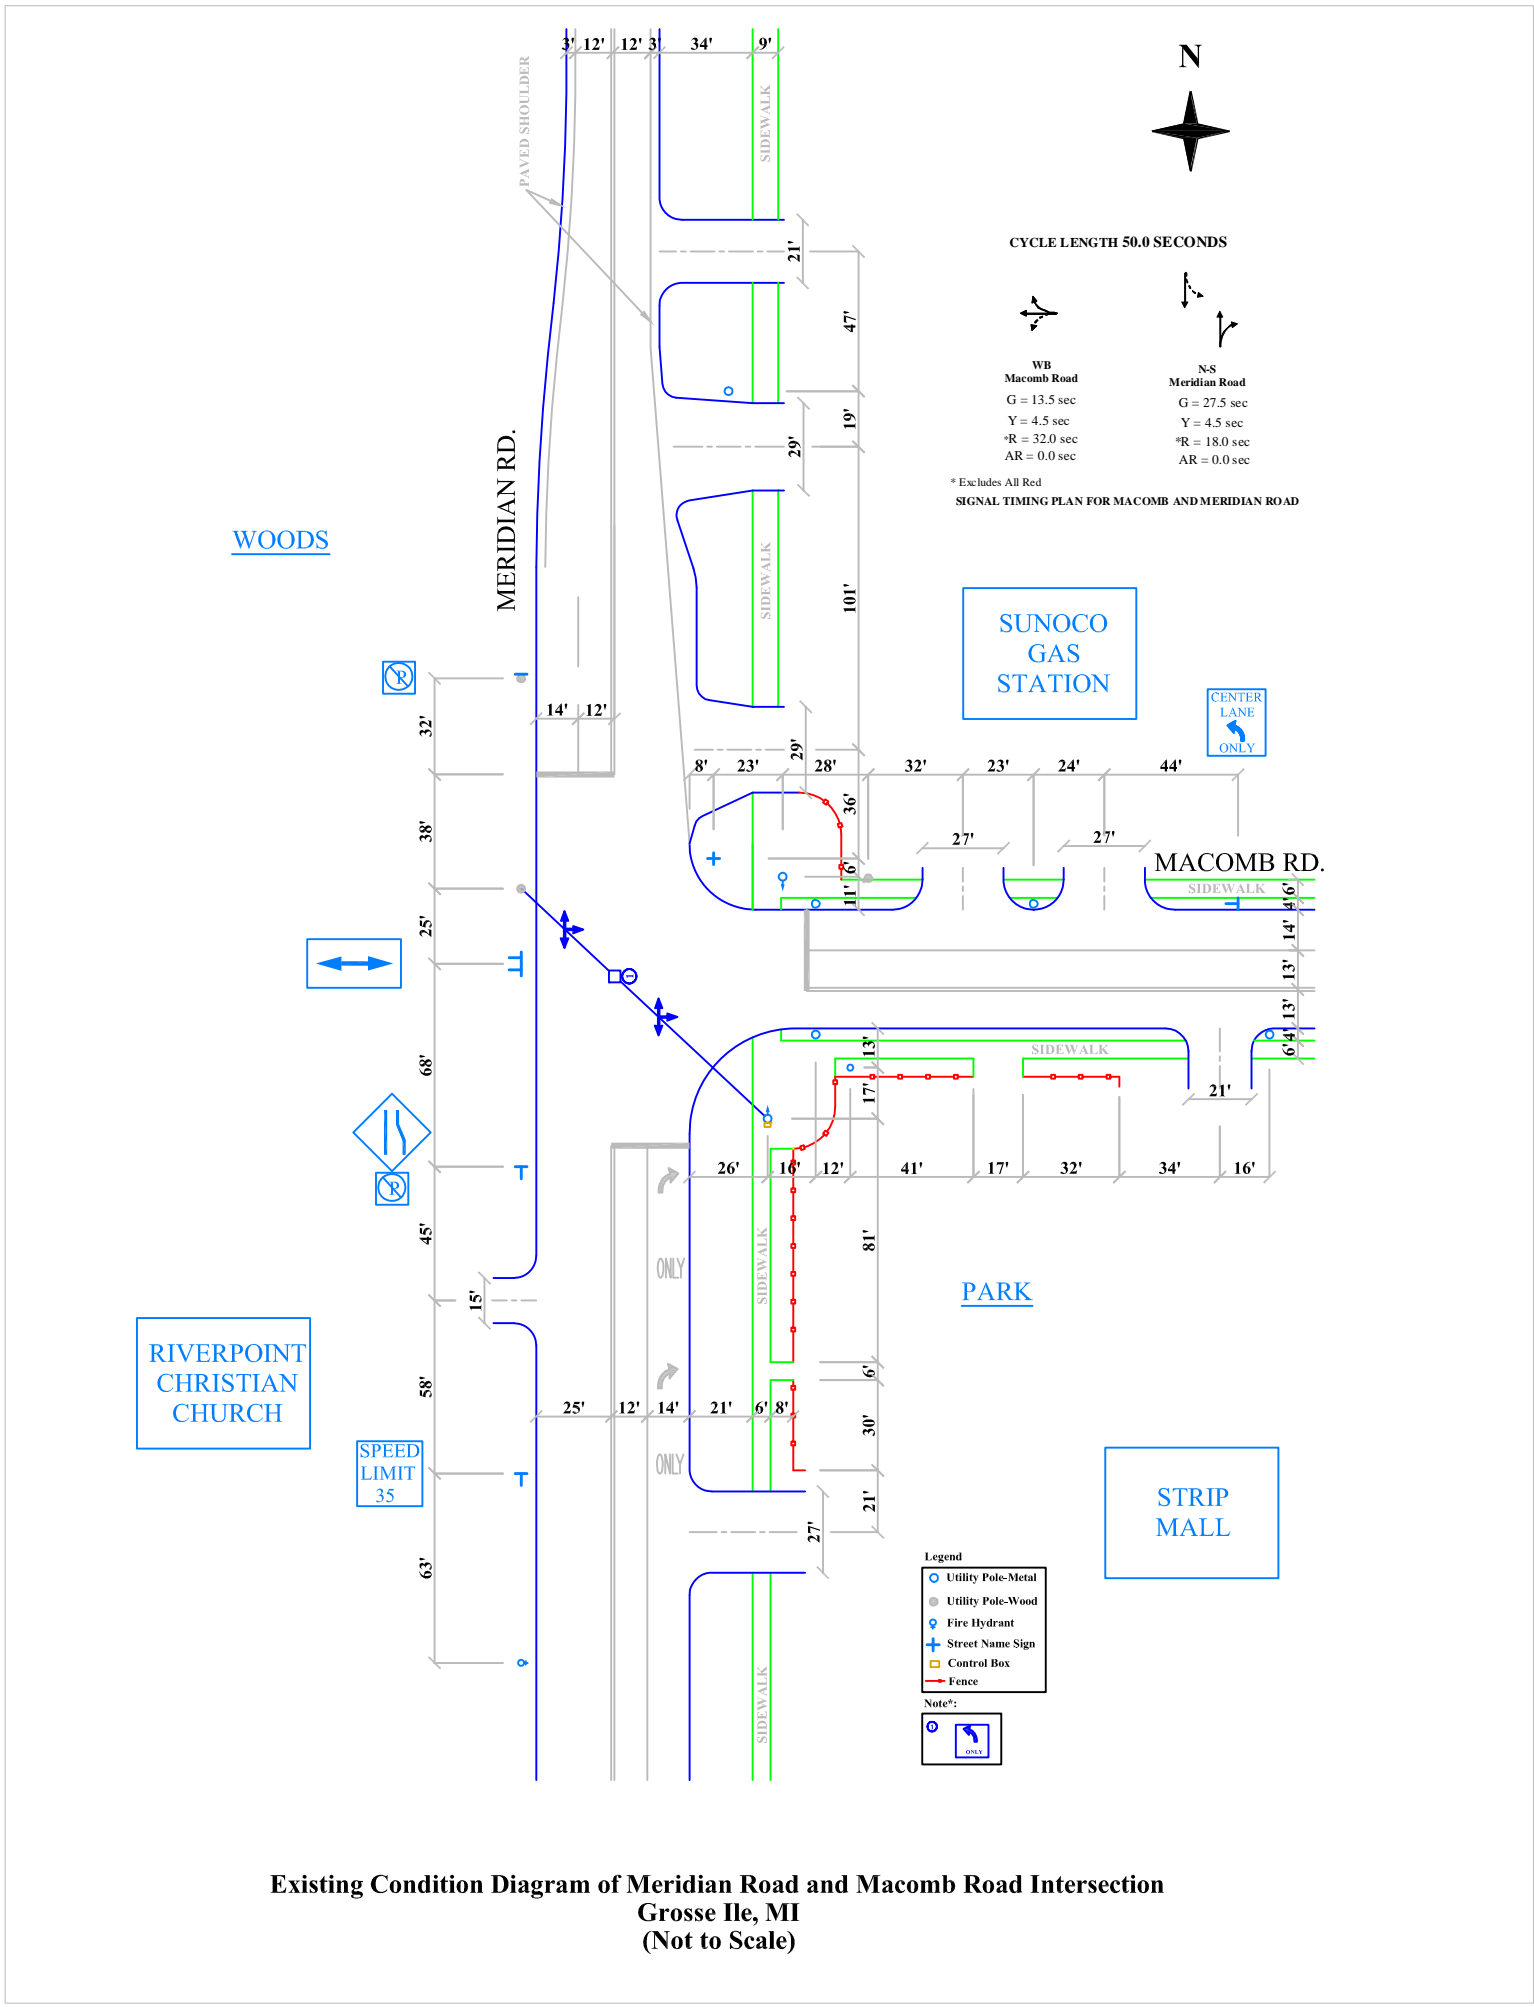 3' 12' 12' 3' 34' 9'
N
PAVED SHOULDER
SIDEWALK
21'
CYCLE LENGTH 50.0 SECONDS
47'
WB
Macomb Road
G = 13.5 sec
Y = 4.5 sec
*R = 32.0 sec
AR = 0.0 sec
N-S
Meridian Road
G = 27.5 sec
Y = 4.5 sec
*R = 18.0 sec
AR = 0.0 sec
* Excludes All Red
SIGNAL TIMING PLAN FOR MACOMB AND MERIDIAN ROAD
19'
29'
MERIDIAN RD.
WOODS
SIDEWALK
101'
SUNOCO
GAS
STATION
R
32'
14' 12'
CENTER
LANE
ONLY
29'
8' 23' 28' 32' 23' 24' 44'
36'
38'
27' 27'
MACOMB RD.
6'
11'
SIDEWALK
6'
4'
14'
13'
13'
4'
6'
25'
1
68'
13'
17'
SIDEWALK
21'
R
26' 16' 12' 41' 17' 32' 34' 16'
45'
ONLY
SIDEWALK
81'
PARK
15'
RIVERPOINT
CHRISTIAN
CHURCH
58'
6'
25' 12' 14' 21' 6' 8'
30'
SPEED
LIMIT
35
ONLY
STRIP
MALL
21'
27'
63'
Legend
Utility Pole-Metal
Utility Pole-Wood
Fire Hydrant
Street Name Sign
Control Box
Fence
SIDEWALK
Note*:
1
ONLY
Existing Condition Diagram of Meridian Road and Macomb Road Intersection
Grosse Ile, MI
(Not to Scale)